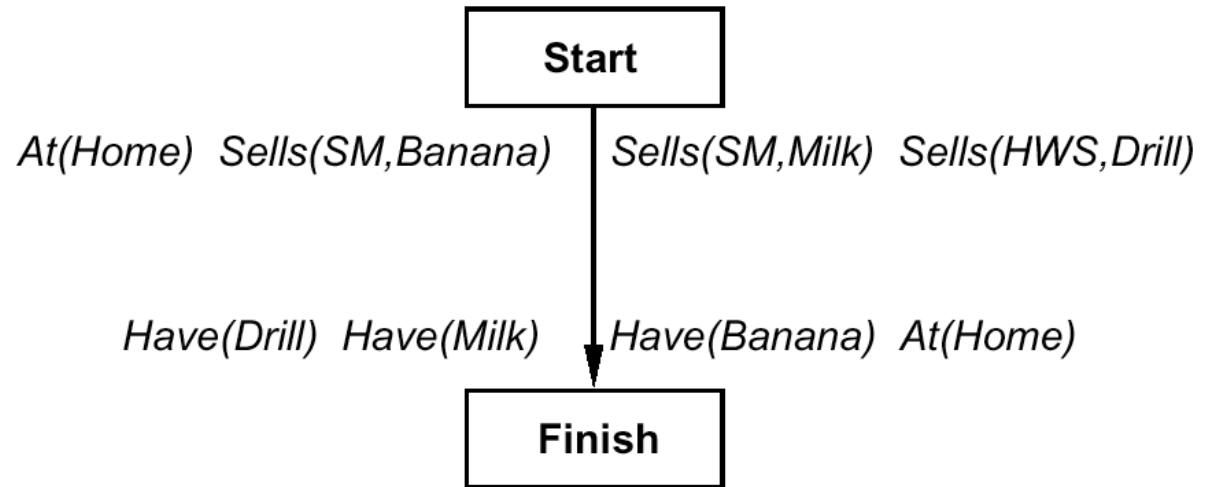 Start
At(Home) Sells(SM,Banana) Sells(SM,Milk) Sells(HWS,Drill)
Have(Drill) Have(Milk) Have(Banana) At(Home)
Finish